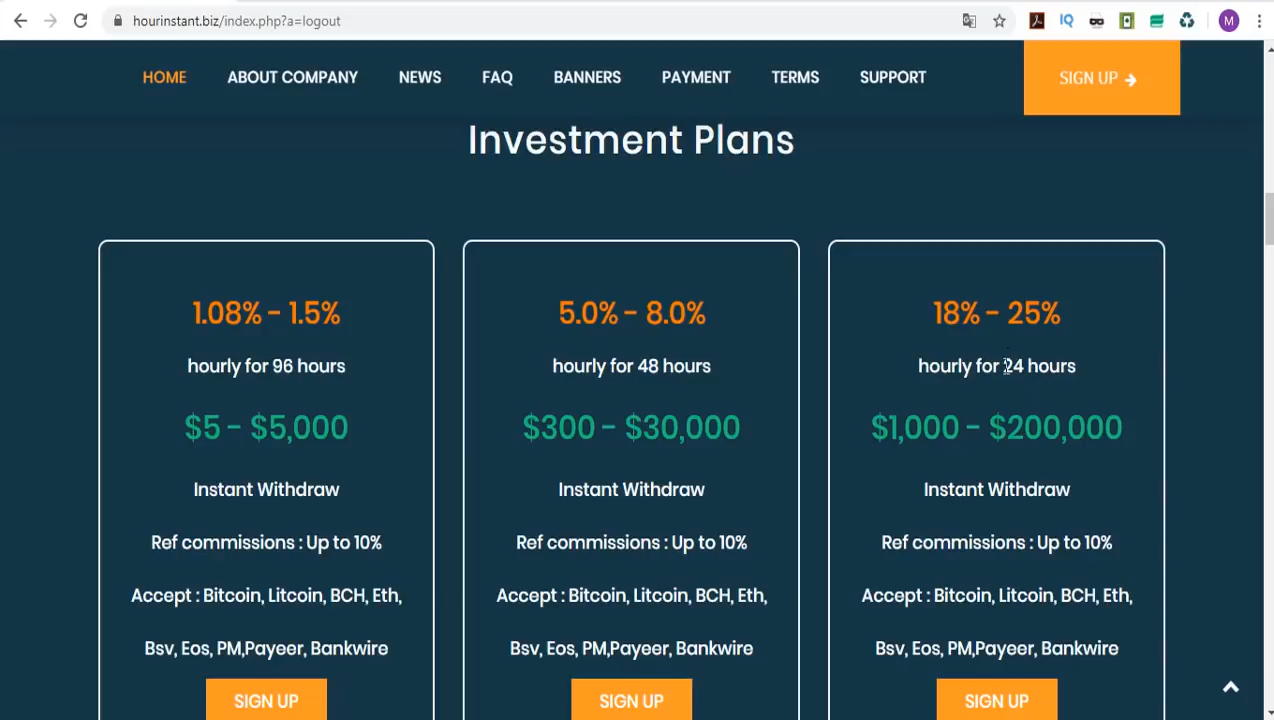 hourinstant.biz/index.php?a=logout
M
HOME ABOUT COMPANY NEWS FAQ BANNERS PAYMENT TERMS SUPPORT SIGN UP
Investment Plans
1.08% - 1.5%
hourly for 96 hours
$5 - $5,000
Instant Withdraw
Ref commissions : Up to 10%
Accept : Bitcoin, Litcoin, BCH, Eth,
Bsv, Eos, PM,Payeer, Bankwire
SIGN UP
5.0% - 8.0%
hourly for 48 hours
$300 - $30,000
Instant Withdraw
Ref commissions : Up to 10%
Accept : Bitcoin, Litcoin, BCH, Eth,
Bsv, Eos, PM,Payeer, Bankwire
SIGN UP
18% - 25%
hourly for 24 hours
$1,000 - $200,000
Instant Withdraw
Ref commissions : Up to 10%
Accept : Bitcoin, Litcoin, BCH, Eth,
Bsv, Eos, PM,Payeer, Bankwire
SIGN UP